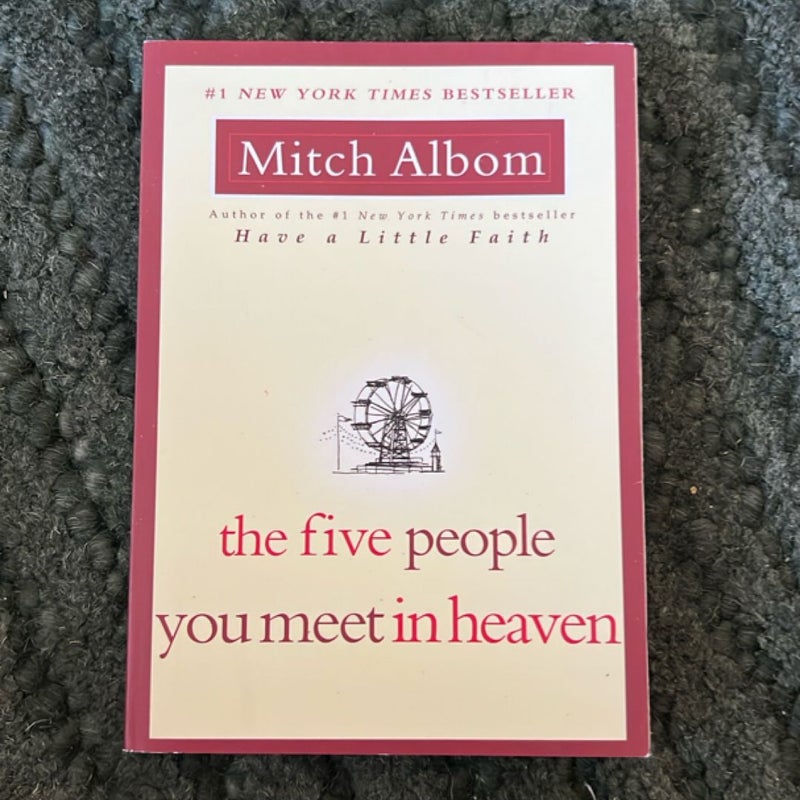 #1 NEW YORK TIMES BESTSELLER
Mitch Albom
Author of the #1 New York Times bestseller
Have a Little Faith
the five people
you meet in heaven